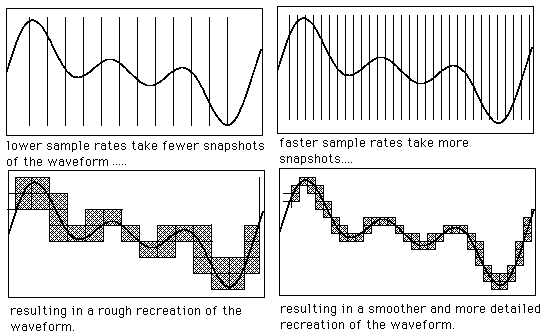 lower sample rates take fewer snapshots
of the waveform .....
faster sample rates take more
snapshots....
resulting in a rough recreation of the
waveform.
resulting in a smoother and more detailed
recreation of the waveform.